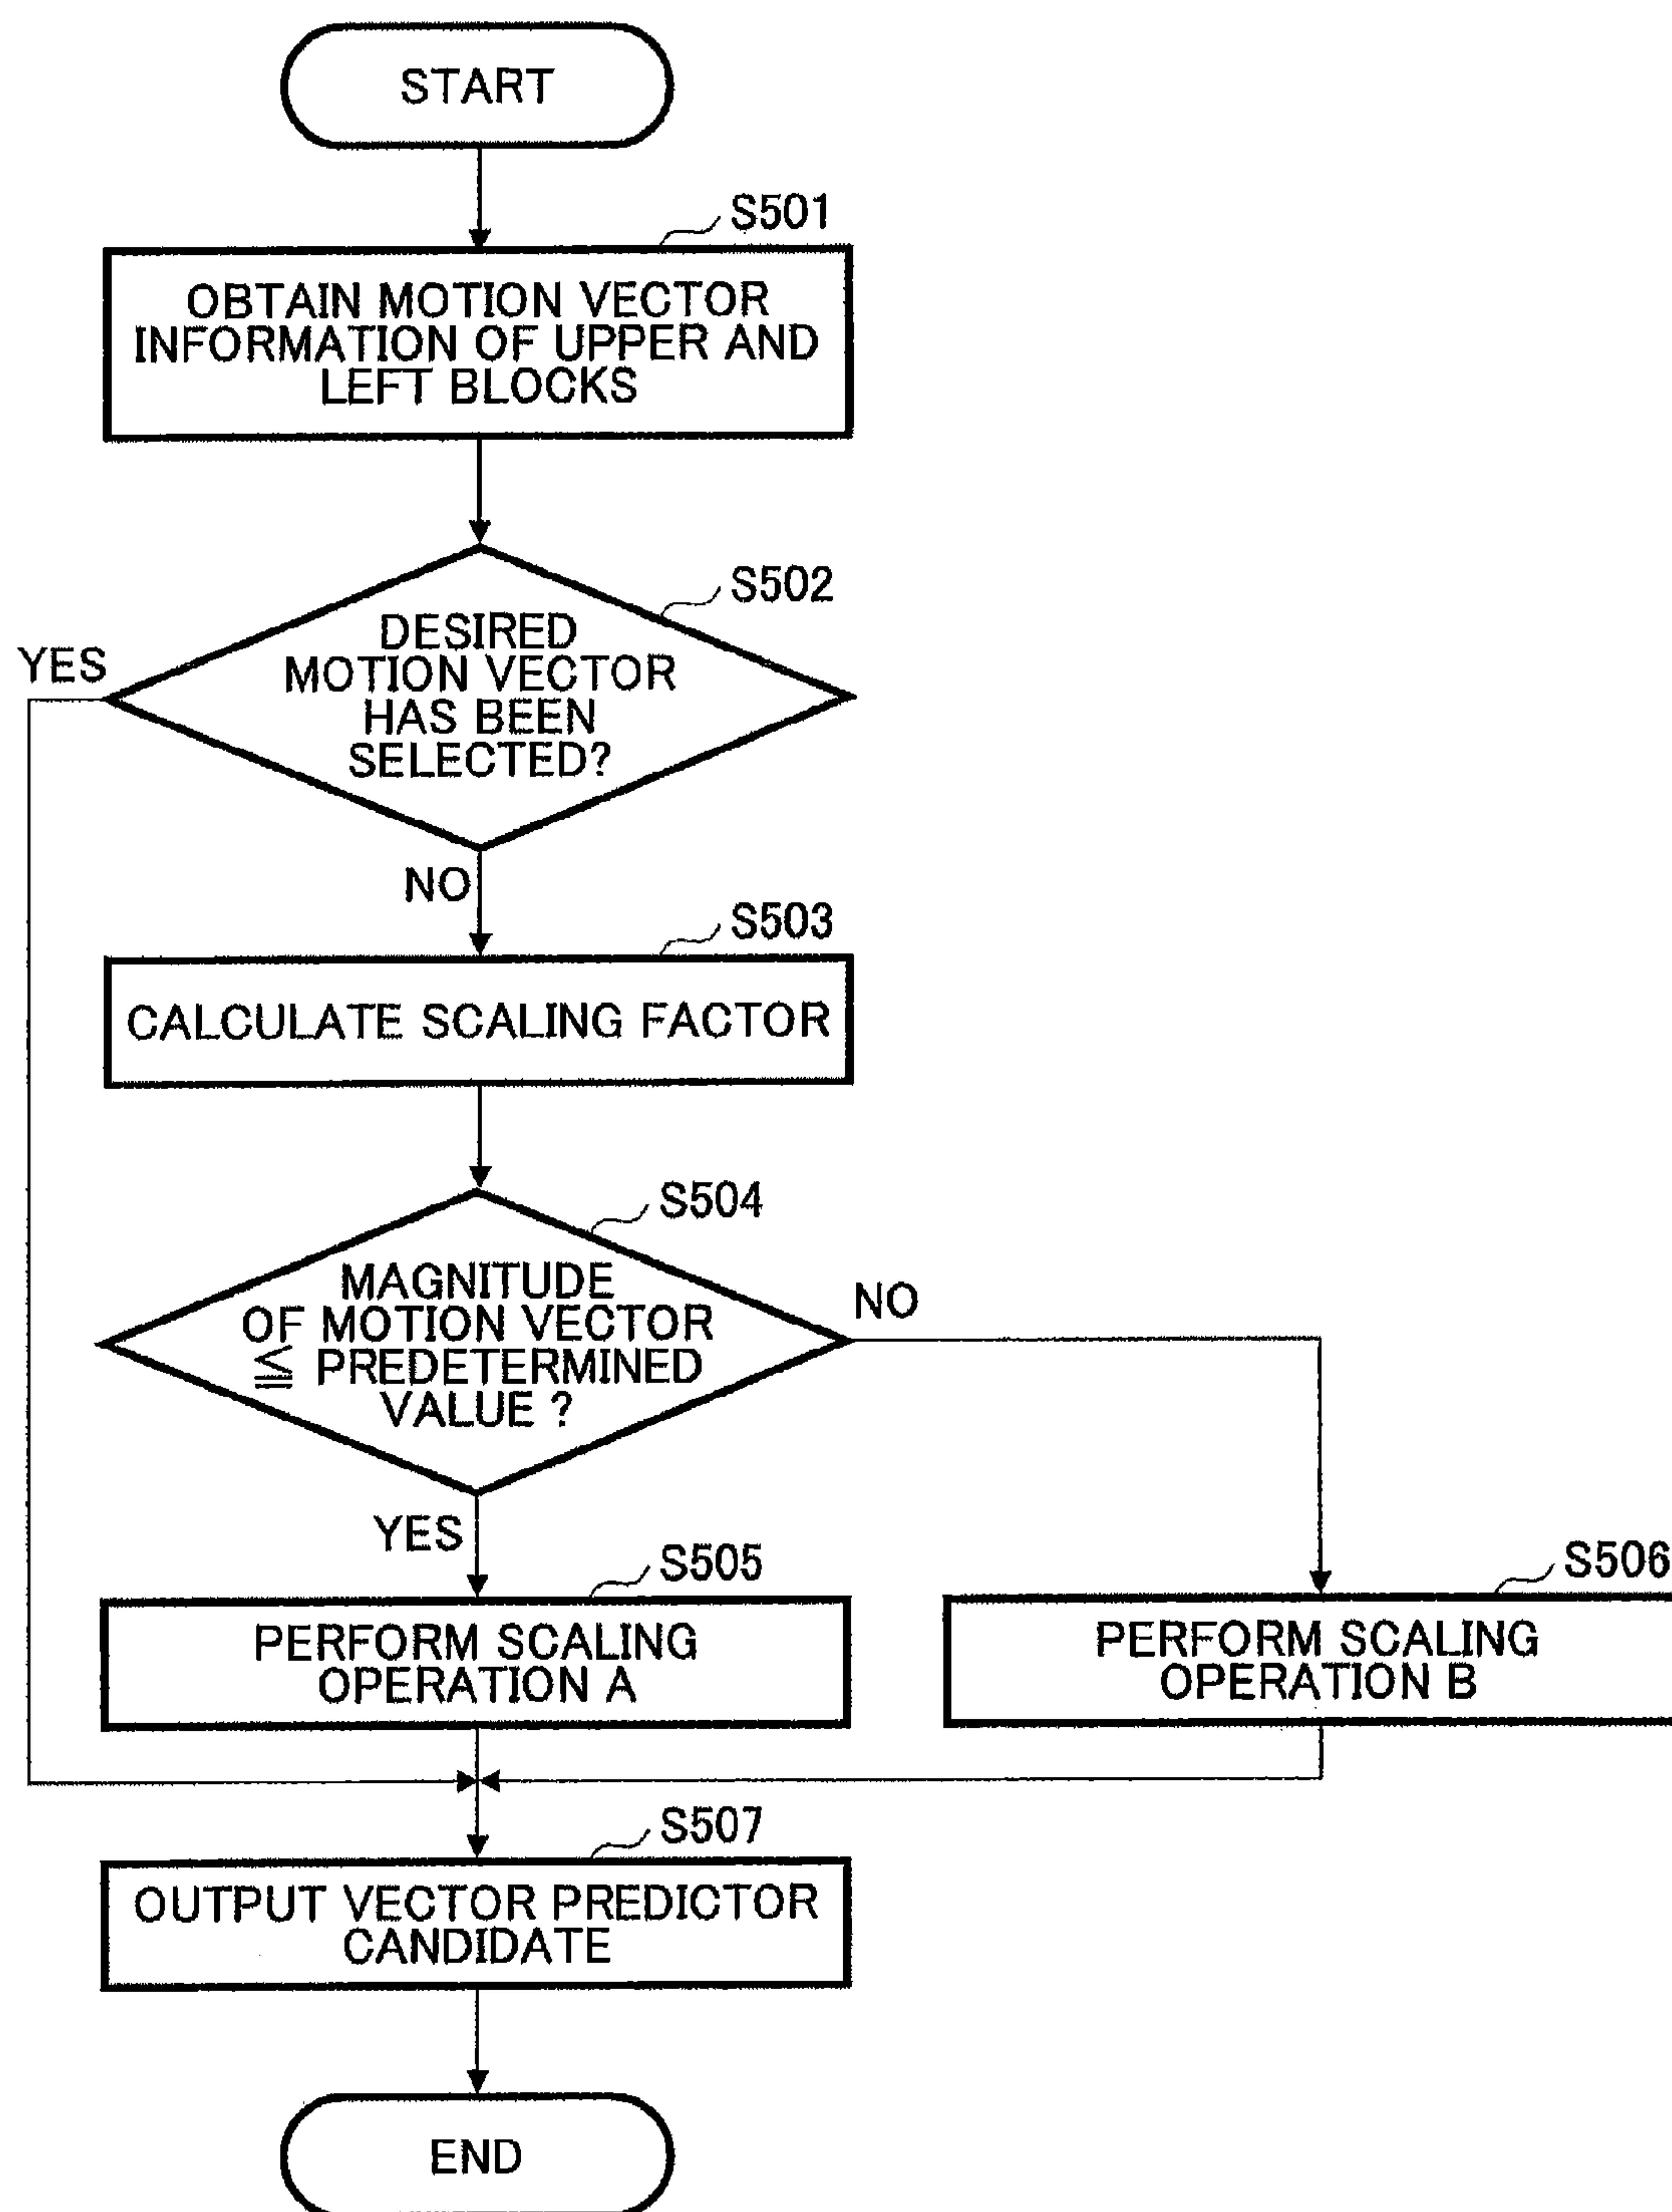 START
S501
OBTAIN MOTION VECTOR
INFORMATION OF UPPER AND
LEFT BLOCKS
S502
DESIRED
MOTION VECTOR
HAS BEEN
SELECTED?
YES
NO
S503
CALCULATE SCALING FACTOR
S504
MAGNITUDE
OF MOTION VECTOR
≦ PREDETERMINED
VALUE ?
NO
YES
S505
PERFORM SCALING
OPERATION A
S506
PERFORM SCALING
OPERATION B
S507
OUTPUT VECTOR PREDICTOR
CANDIDATE
END